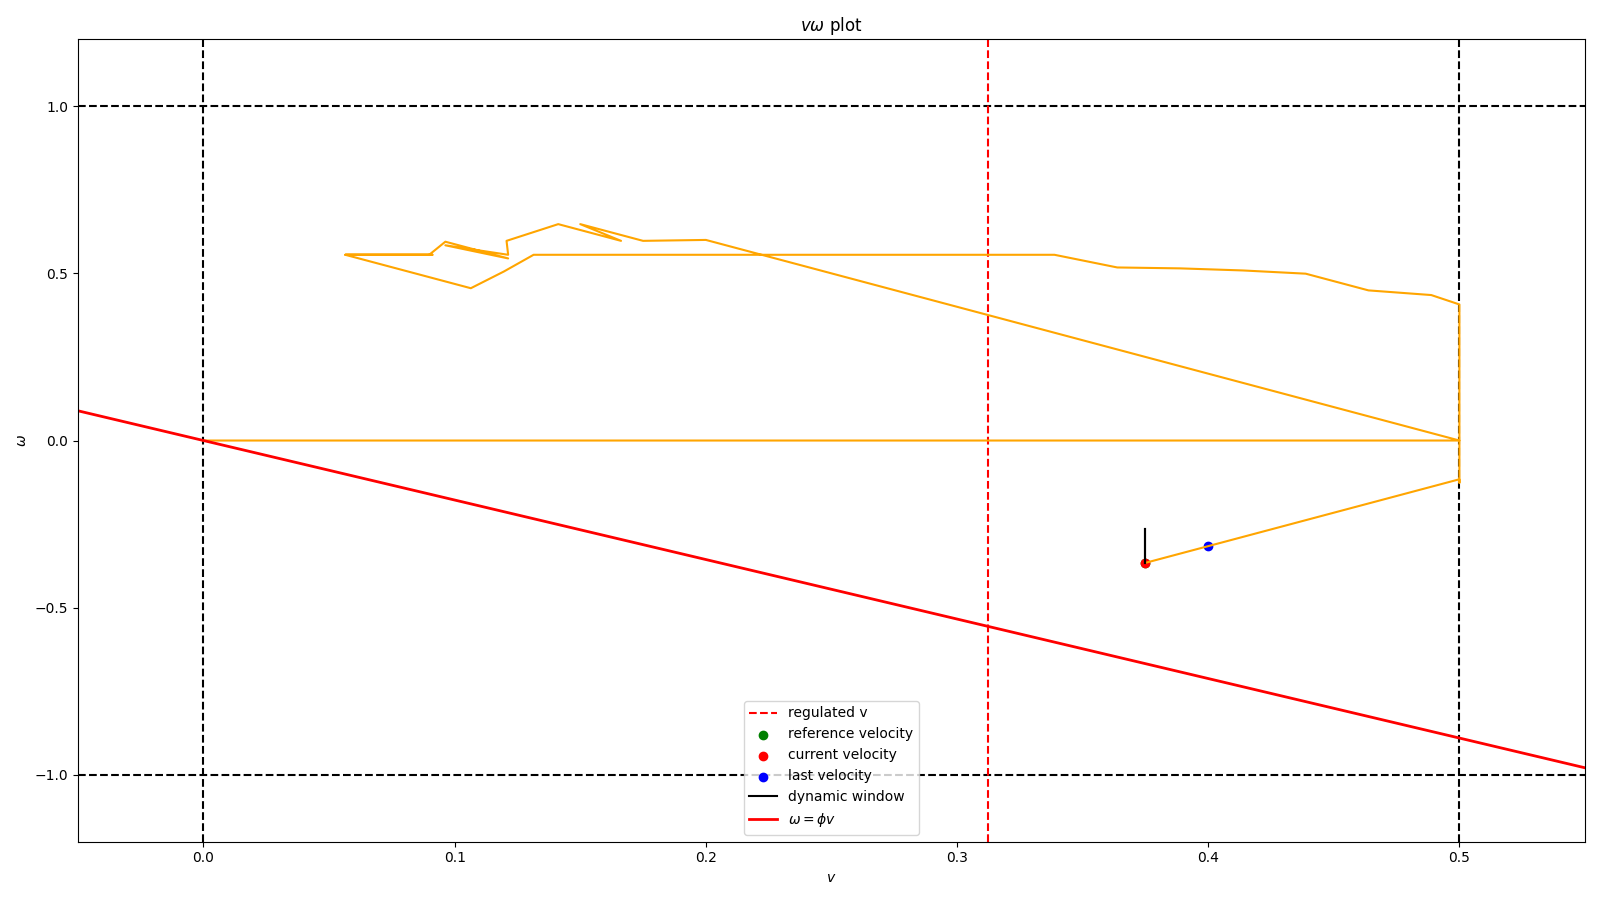 vω plot
1.0
0.5
0.0
−0.5
−1.0
ω
0.0
0.1
0.2
0.3
0.4
0.5
v
regulated v
reference velocity
current velocity
last velocity
dynamic window
ω = ϕv